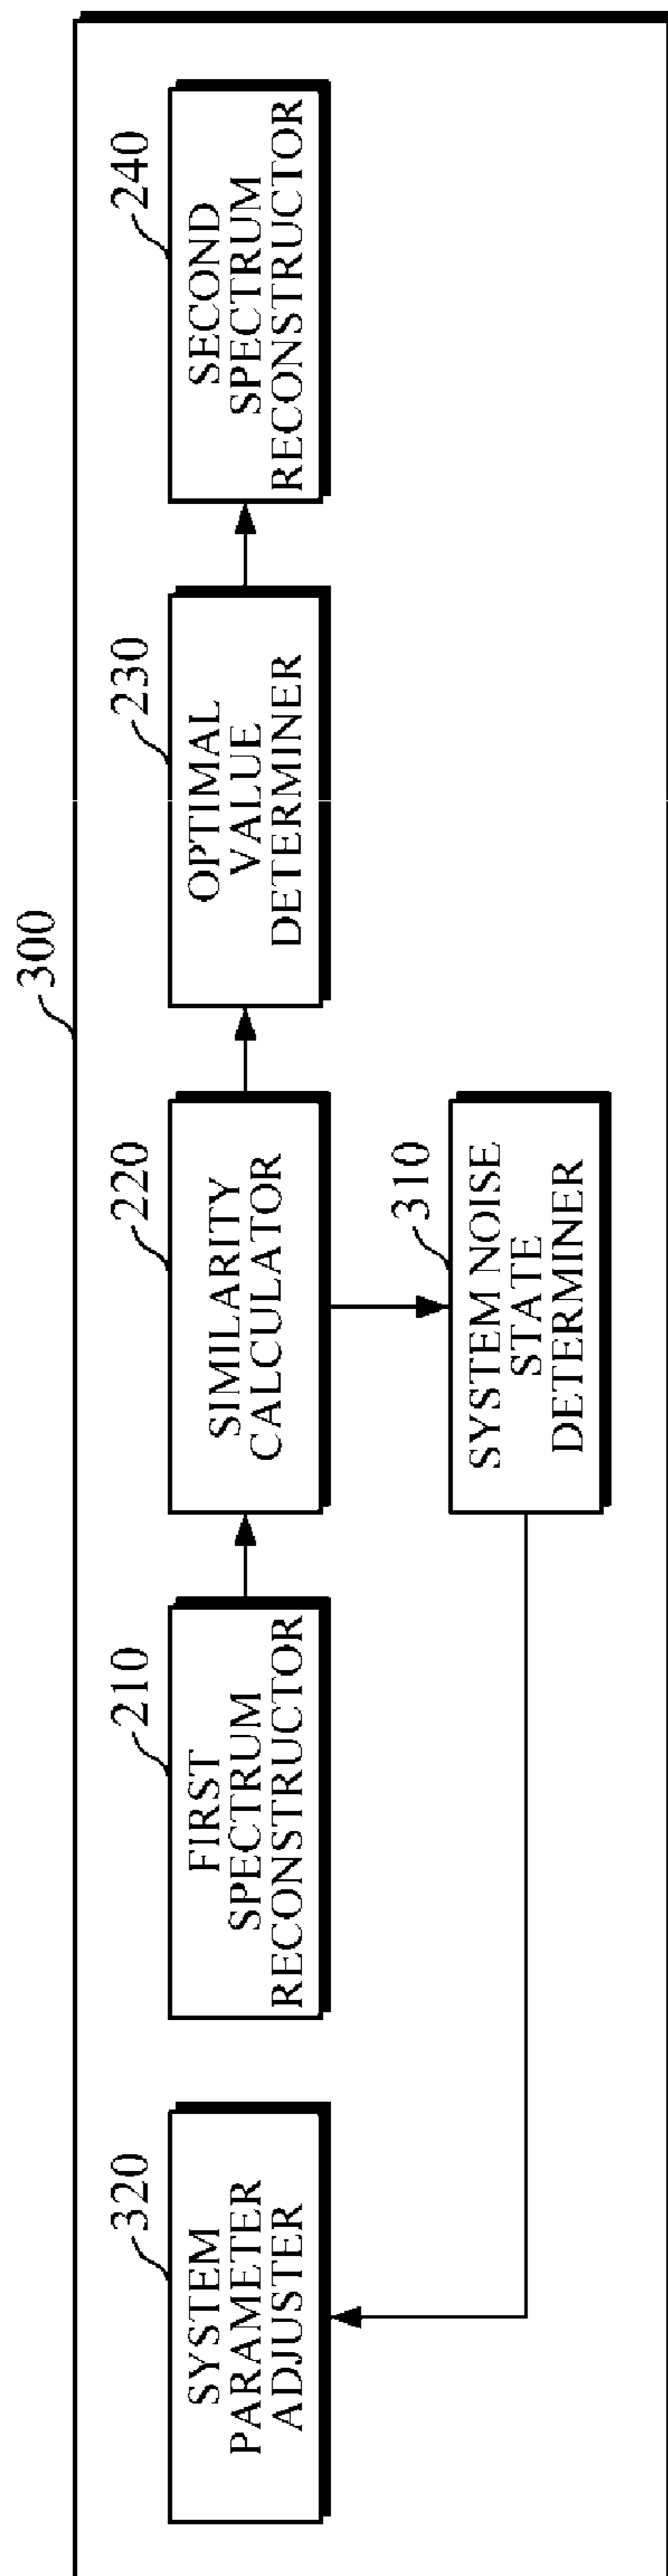 300
320
SYSTEM
PARAMETER
ADJUSTER
210
FIRST
SPECTRUM
RECONSTRUCTOR
220
SIMILARITY
CALCULATOR
230
OPTIMAL
VALUE
DETERMINER
240
SECOND
SPECTRUM
RECONSTRUCTOR
310
SYSTEM NOISE
STATE
DETERMINER